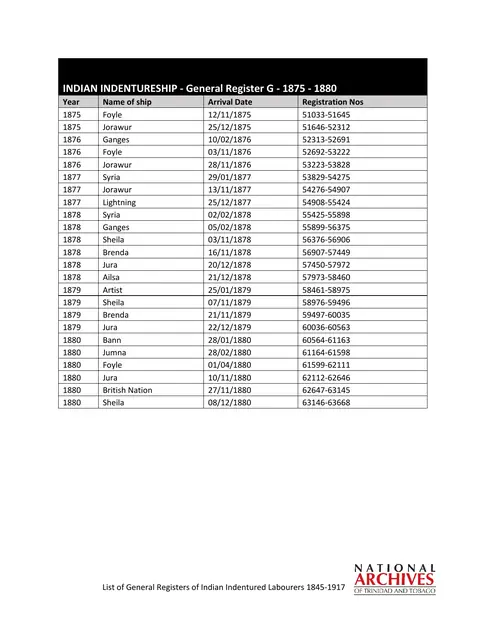 INDIAN INDENTURESHIP - General Register G - 1875 - 1880
Year Name of ship Arrival Date Registration Nos
1875 Foyle 12/11/1875 51033-51645
1875 Jorawur 25/12/1875 51646-52312
1876 Ganges 10/02/1876 52313-52691
1876 Foyle 03/11/1876 52692-53222
1876 Jorawur 28/11/1876 53223-53828
1877 Syria 29/01/1877 53829-54275
1877 Jorawur 13/11/1877 54276-54907
1877 Lightning 25/12/1877 54908-55424
1878 Syria 02/02/1878 55425-55898
1878 Ganges 05/02/1878 55899-56375
1878 Sheila 03/11/1878 56376-56906
1878 Brenda 16/11/1878 56907-57449
1878 Jura 20/12/1878 57450-57972
1878 Ailsa 21/12/1878 57973-58460
1879 Artist 25/01/1879 58461-58975
1879 Sheila 07/11/1879 58976-59496
1879 Brenda 21/11/1879 59497-60035
1879 Jura 22/12/1879 60036-60563
1880 Bann 28/01/1880 60564-61163
1880 Jumna 28/02/1880 61164-61598
1880 Foyle 01/04/1880 61599-62111
1880 Jura 10/11/1880 62112-62646
1880 British Nation 27/11/1880 62647-63145
1880 Sheila 08/12/1880 63146-63668
List of General Registers of Indian Indentured Labourers 1845-1917
NATIONAL
ARCHIVES
OF TRINIDAD AND TOBAGO